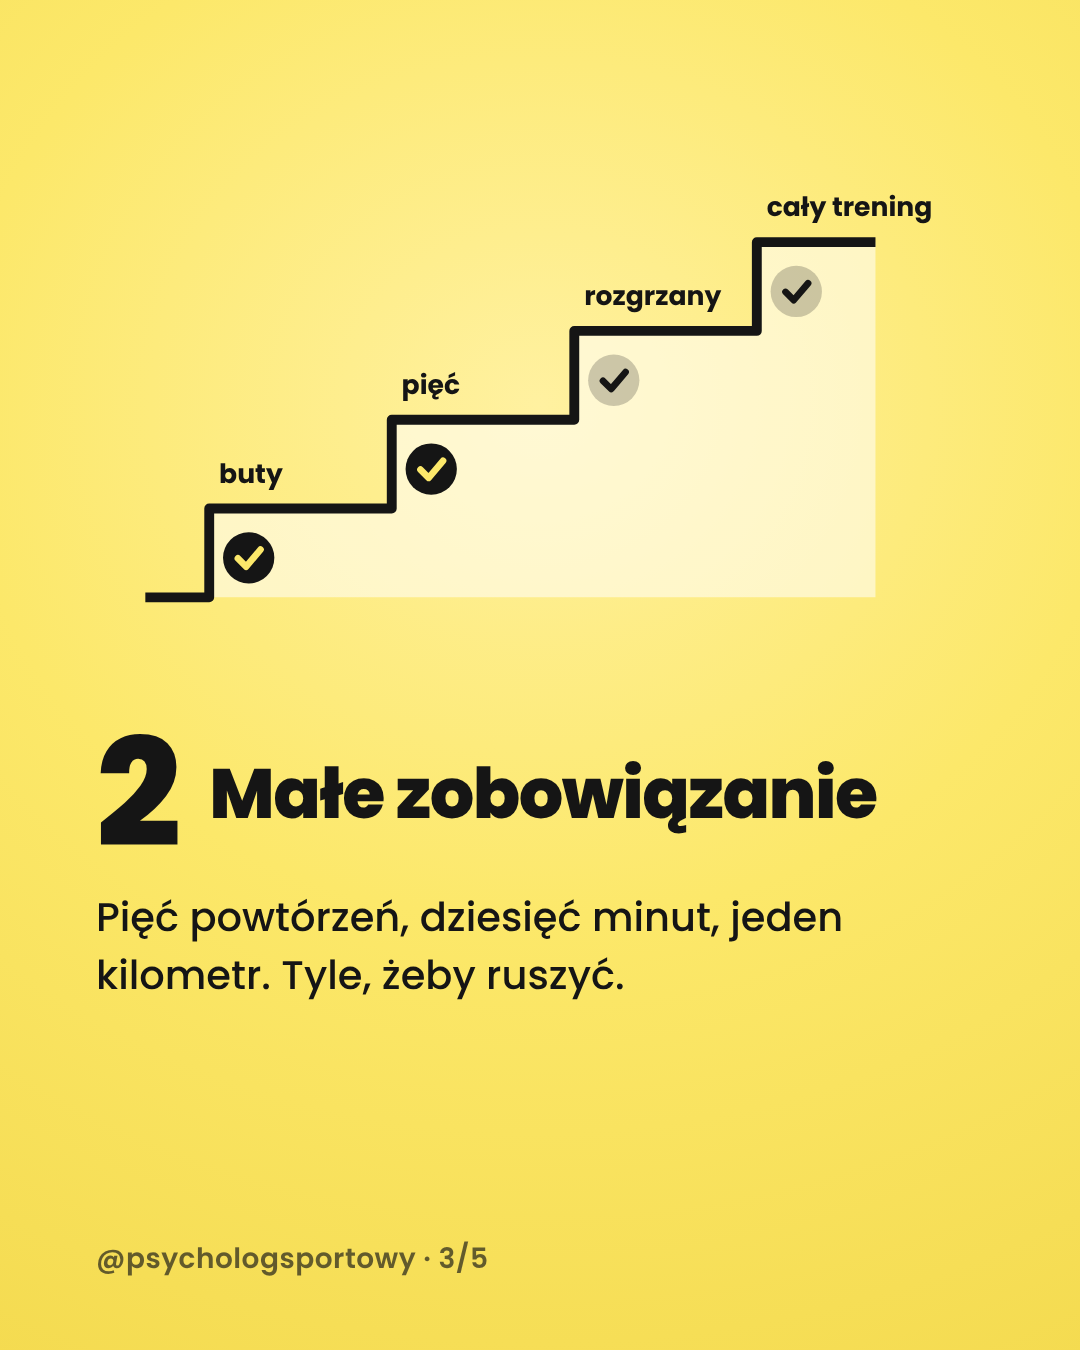 cały trening
rozgrzany
pięć
buty
2 Małe zobowiązanie
Pięć powtórzeń, dziesięć minut, jeden
kilometr. Tyle, żeby ruszyć.
@psychologsportowy · 3/5